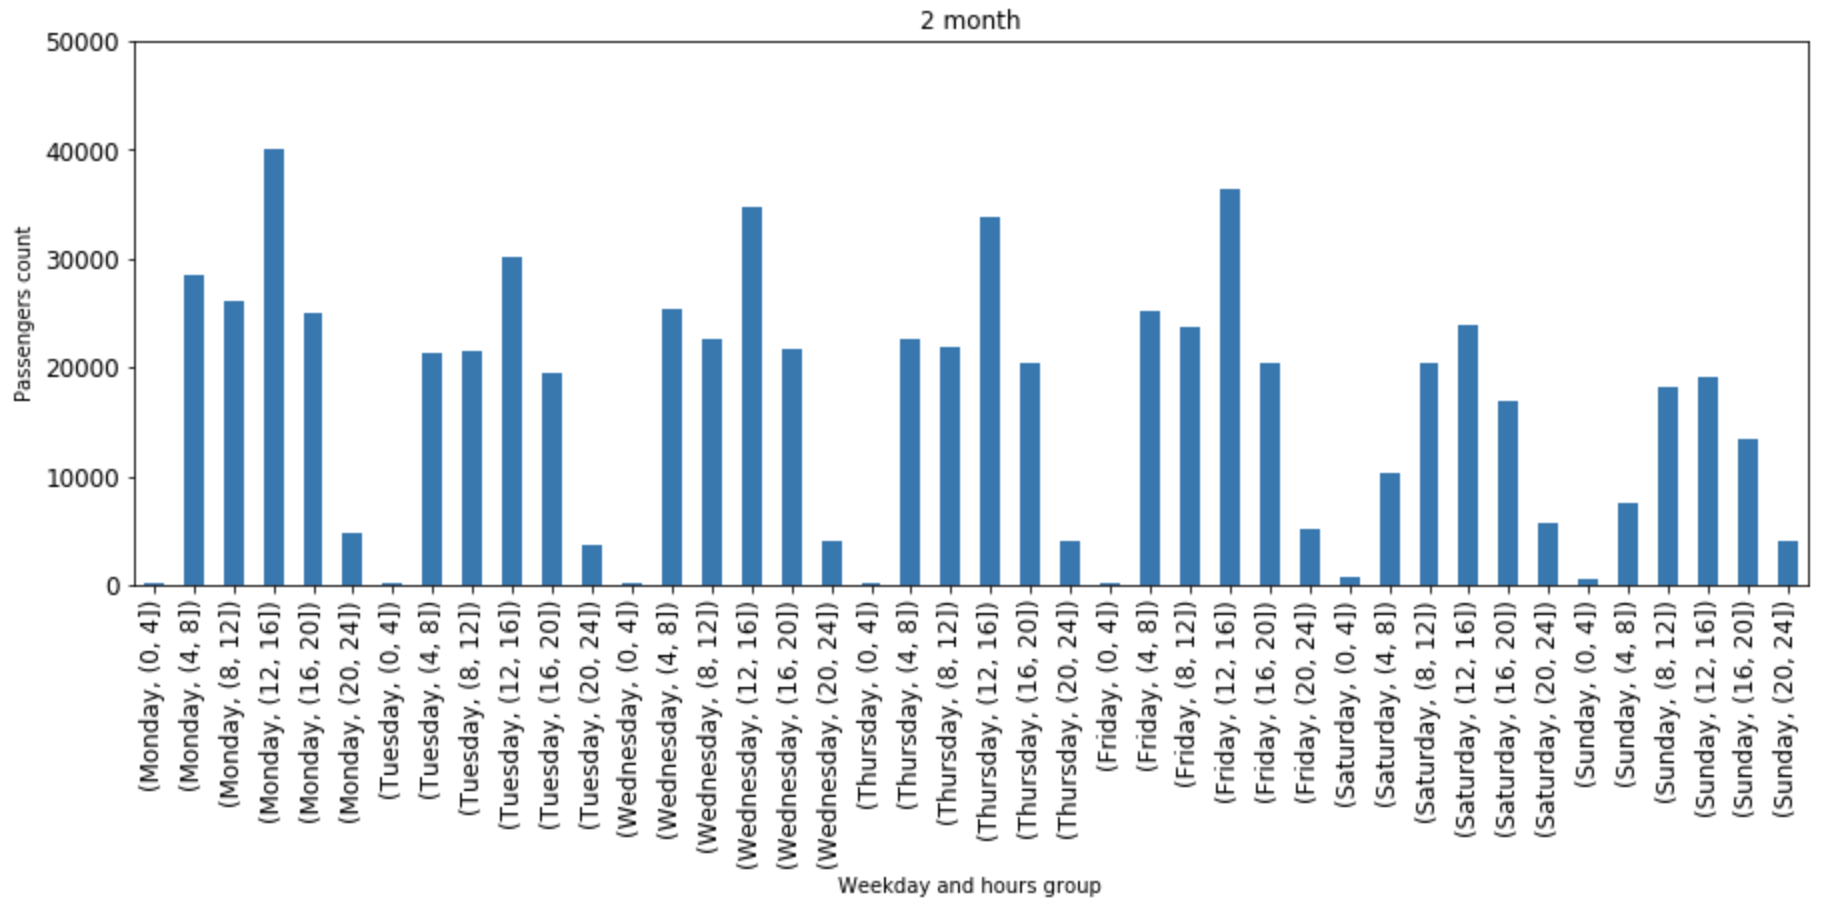 2 month
50000
40000
30000
20000
10000
0
Passengers count
(Monday, (0, 4])
(Monday, (4, 8])
(Monday, (8, 12])
(Monday, (12, 16])
(Monday, (16, 20])
(Monday, (20, 24])
(Tuesday, (0, 4])
(Tuesday, (4, 8])
(Tuesday, (8, 12])
(Tuesday, (12, 16])
(Tuesday, (16, 20])
(Tuesday, (20, 24])
(Wednesday, (0, 4])
(Wednesday, (4, 8])
(Wednesday, (8, 12])
(Wednesday, (12, 16])
(Wednesday, (16, 20])
(Wednesday, (20, 24])
(Thursday, (0, 4])
(Thursday, (4, 8])
(Thursday, (8, 12])
(Thursday, (12, 16])
(Thursday, (16, 20])
(Thursday, (20, 24])
(Friday, (0, 4])
(Friday, (4, 8])
(Friday, (8, 12])
(Friday, (12, 16])
(Friday, (16, 20])
(Friday, (20, 24])
(Saturday, (0, 4])
(Saturday, (4, 8])
(Saturday, (8, 12])
(Saturday, (12, 16])
(Saturday, (16, 20])
(Saturday, (20, 24])
(Sunday, (0, 4])
(Sunday, (4, 8])
(Sunday, (8, 12])
(Sunday, (12, 16])
(Sunday, (16, 20])
(Sunday, (20, 24])
Weekday and hours group